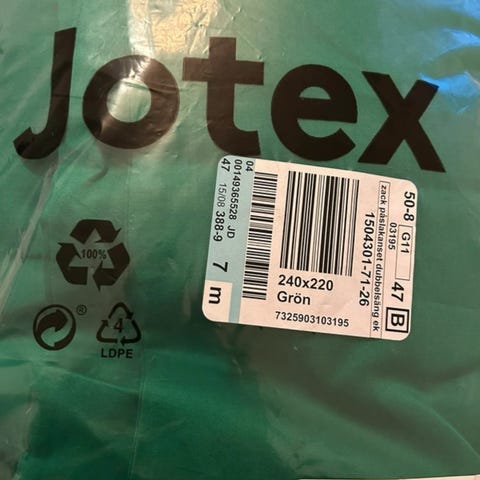 Jotex
04
00149365528 JD
47 15/08 388-9 7 m
240x220
Grön
7325903103195
50-8 G11 47 B
03195
zack påslakanset dubbelsäng ek
1504301-71-26
100%
®
4
LDPE